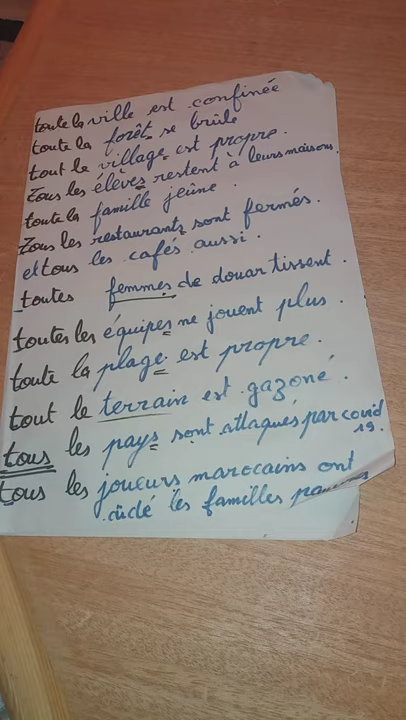 toute la ville est confinée
toute la forêt se brûle
tout le village est propre.
Tous les élèves restent à leurs maisons.
toute la famille jeûne.
Tous les restaurants sont fermés.
et tous les cafés aussi.
toutes femmes de douar tissent.
toutes les équipes ne jouent plus.
toute la plage est propre.
tout le terrain est gazoné.
tous les pays sont attaqués par covid
19.
tous les joueurs marocains ont
les familles